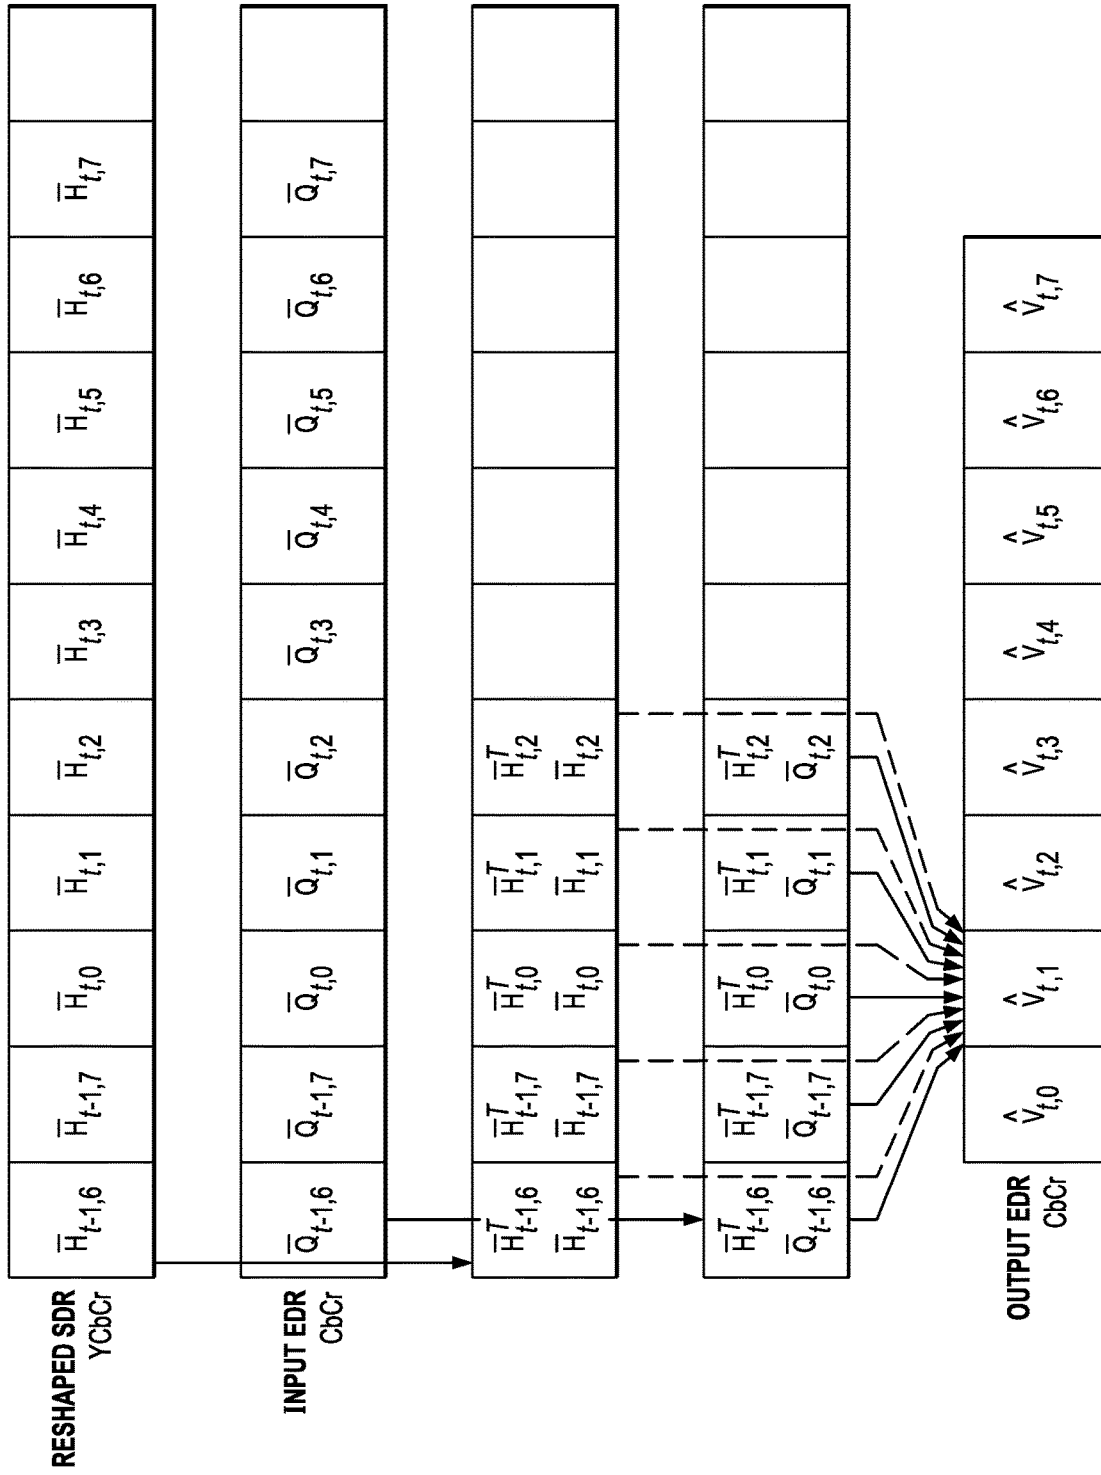 RESHAPED SDR
YCbCr
H̅t-1,6 H̅t-1,7 H̅t,0 H̅t,1 H̅t,2 H̅t,3 H̅t,4 H̅t,5 H̅t,6 H̅t,7
INPUT EDR
CbCr
Q̅t-1,6 Q̅t-1,7 Q̅t,0 Q̅t,1 Q̅t,2 Q̅t,3 Q̅t,4 Q̅t,5 Q̅t,6 Q̅t,7
H̅ᵀt-1,6 H̅ᵀt-1,7 H̅ᵀt,0 H̅ᵀt,1 H̅ᵀt,2
H̅t-1,6 H̅t-1,7 H̅t,0 H̅t,1 H̅t,2
H̅ᵀt-1,6 H̅ᵀt-1,7 H̅ᵀt,0 H̅ᵀt,1 H̅ᵀt,2
Q̅t-1,6 Q̅t-1,7 Q̅t,0 Q̅t,1 Q̅t,2
OUTPUT EDR
CbCr
V̂t,0 V̂t,1 V̂t,2 V̂t,3 V̂t,4 V̂t,5 V̂t,6 V̂t,7